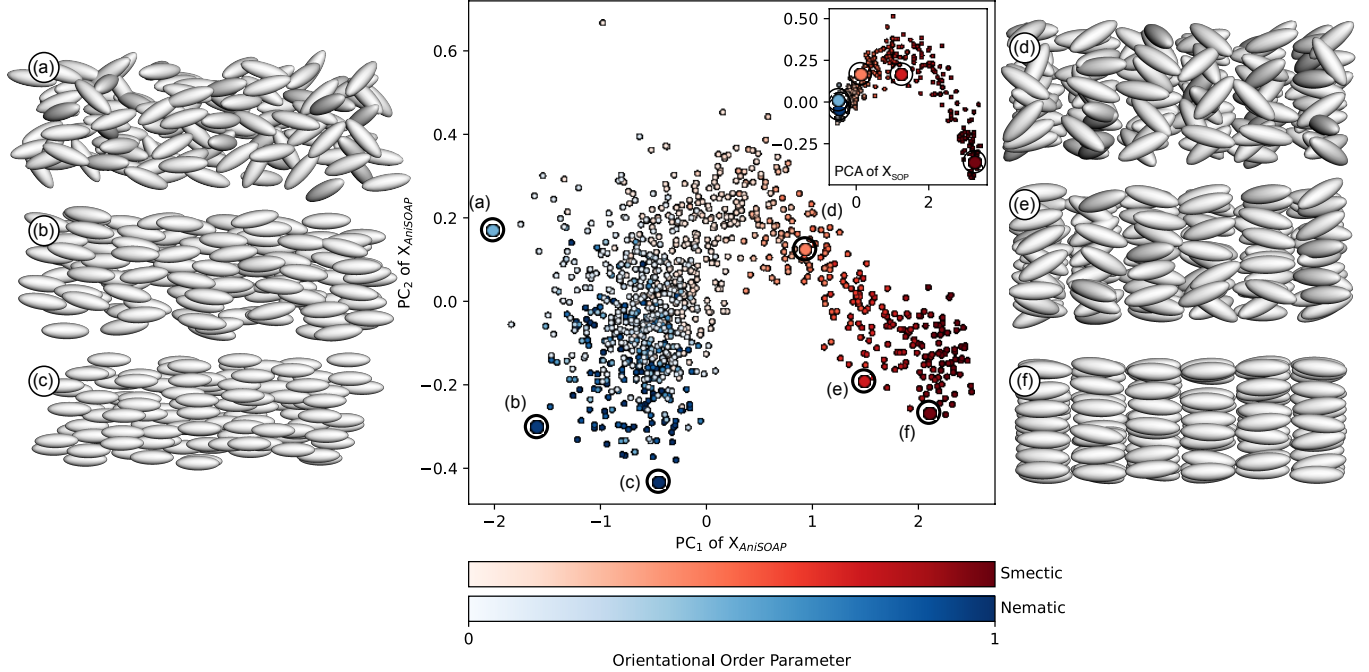 (a)
(b)
(c)
0.6
0.4
0.2
0.0
−0.2
−0.4
PC2 of XAniSOAP
(a)
(b)
(c)
(d)
(e)
(f)
0.50
0.25
0.00
−0.25
PCA of XSOP
0 2
−2 −1 0 1 2
PC1 of XAniSOAP
(d)
(e)
(f)
Smectic
Nematic
0 1
Orientational Order Parameter